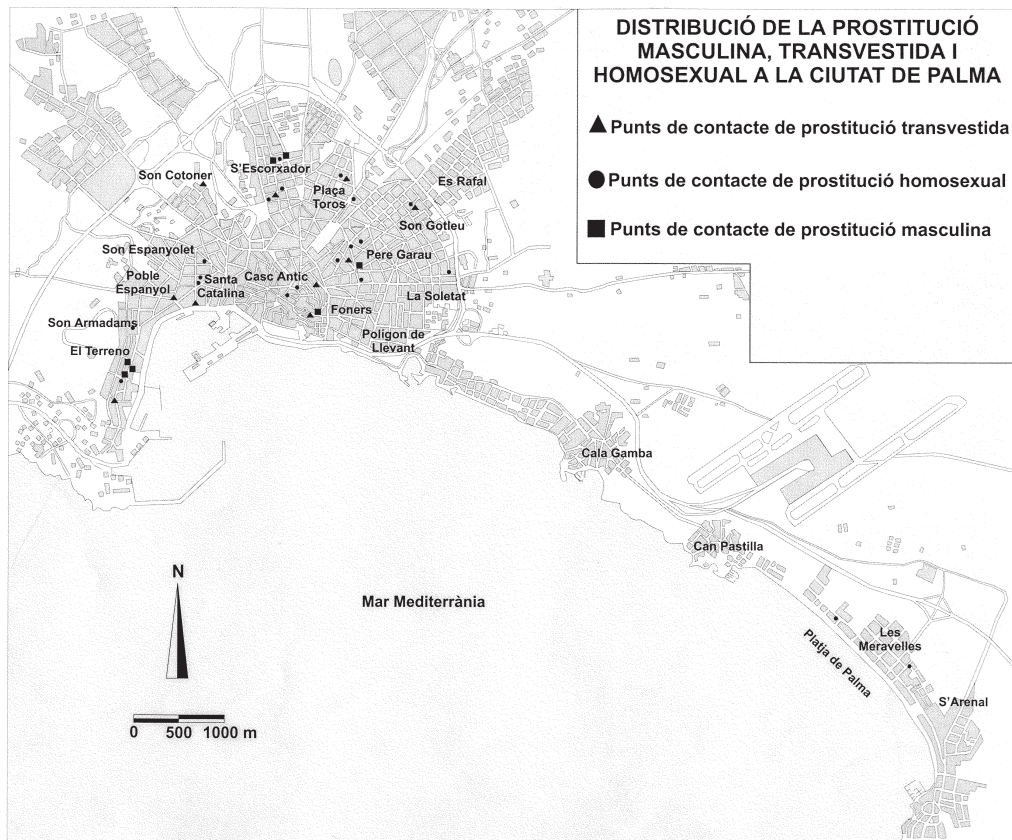 DISTRIBUCIÓ DE LA PROSTITUCIÓ
MASCULINA, TRANSVESTIDA I
HOMOSEXUAL A LA CIUTAT DE PALMA
Punts de contacte de prostitució transvestida
Punts de contacte de prostitució homosexual
Punts de contacte de prostitució masculina
S'Escorxador
Son Cotoner
Plaça
Toros
Es Rafal
Son Gotleu
Son Espanyolet
Pere Garau
Poble
Espanyol
Santa
Catalina
Casc Antic
La Soletat
Foners
Son Armadams
Polígon de
Llevant
El Terreno
Cala Gamba
Can Pastilla
N
Mar Mediterrània
Les
Meravelles
Platja de Palma
S'Arenal
0 500 1000 m